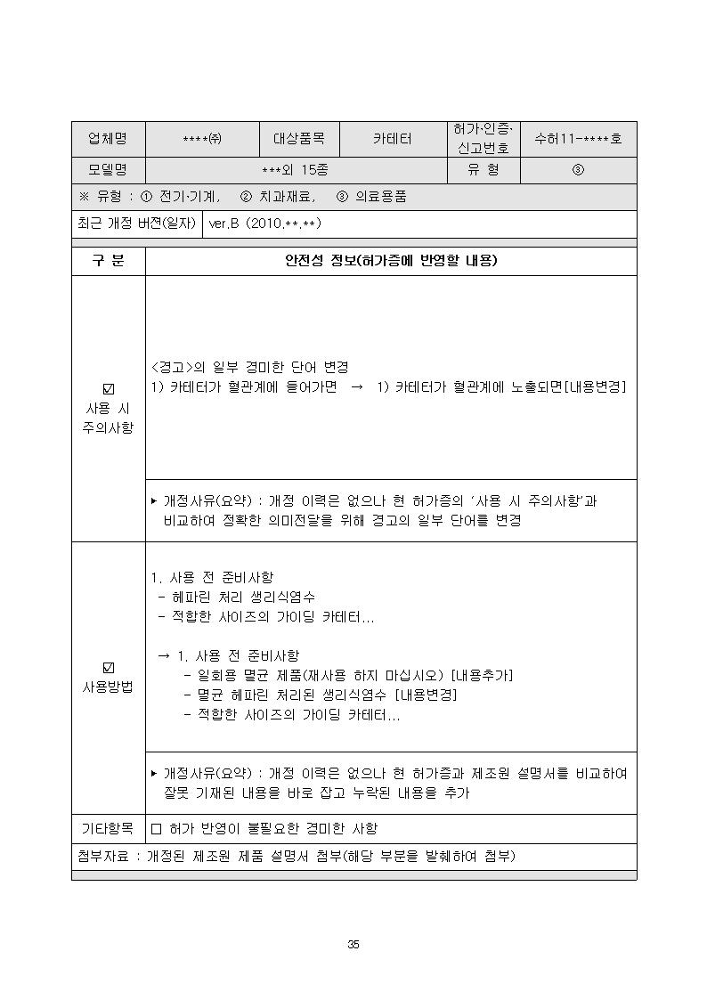 업체명 ****㈜ 대상품목 카테터 허가·인증·
신고번호 수허11-****호
모델명 ***외 15종 유 형 ③
※ 유형 : ① 전기·기계, ② 치과재료, ③ 의료용품
최근 개정 버젼(일자) ver.B (2010.**.**)
구 분 안전성 정보(허가증에 반영할 내용)
☑
사용 시
주의사항
<경고>의 일부 경미한 단어 변경
1) 카테터가 혈관계에 들어가면 → 1) 카테터가 혈관계에 노출되면[내용변경]
▶ 개정사유(요약) : 개정 이력은 없으나 현 허가증의 ‘사용 시 주의사항’과
비교하여 정확한 의미전달을 위해 경고의 일부 단어를 변경
☑
사용방법
1. 사용 전 준비사항
- 헤파린 처리 생리식염수
- 적합한 사이즈의 가이딩 카테터...
→ 1. 사용 전 준비사항
- 일회용 멸균 제품(재사용 하지 마십시오) [내용추가]
- 멸균 헤파린 처리된 생리식염수 [내용변경]
- 적합한 사이즈의 가이딩 카테터...
▶ 개정사유(요약) : 개정 이력은 없으나 현 허가증과 제조원 설명서를 비교하여
잘못 기재된 내용을 바로 잡고 누락된 내용을 추가
기타항목 □ 허가 반영이 불필요한 경미한 사항
첨부자료 : 개정된 제조원 제품 설명서 첨부(해당 부분을 발췌하여 첨부)
35